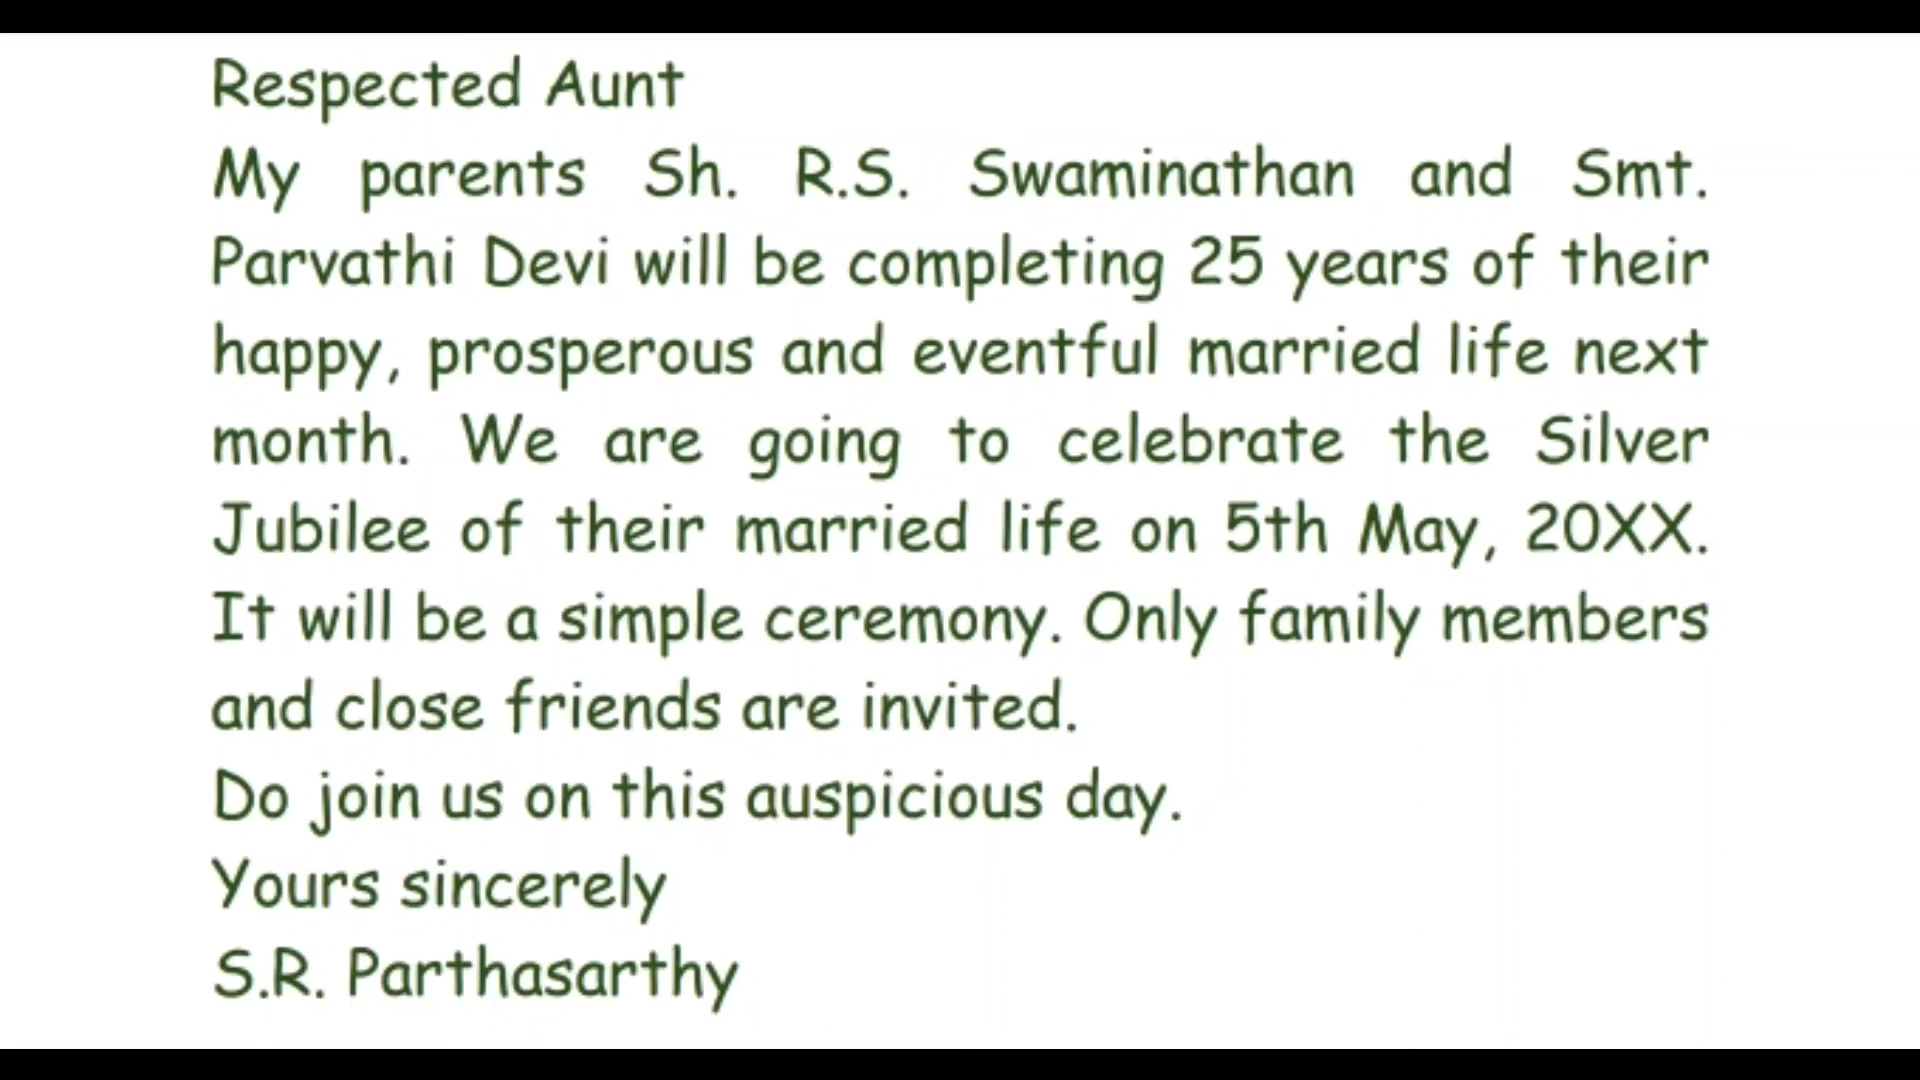 Respected Aunt
My parents Sh. R.S. Swaminathan and Smt.
Parvathi Devi will be completing 25 years of their
happy, prosperous and eventful married life next
month. We are going to celebrate the Silver
Jubilee of their married life on 5th May, 20XX.
It will be a simple ceremony. Only family members
and close friends are invited.
Do join us on this auspicious day.
Yours sincerely
S.R. Parthasarthy